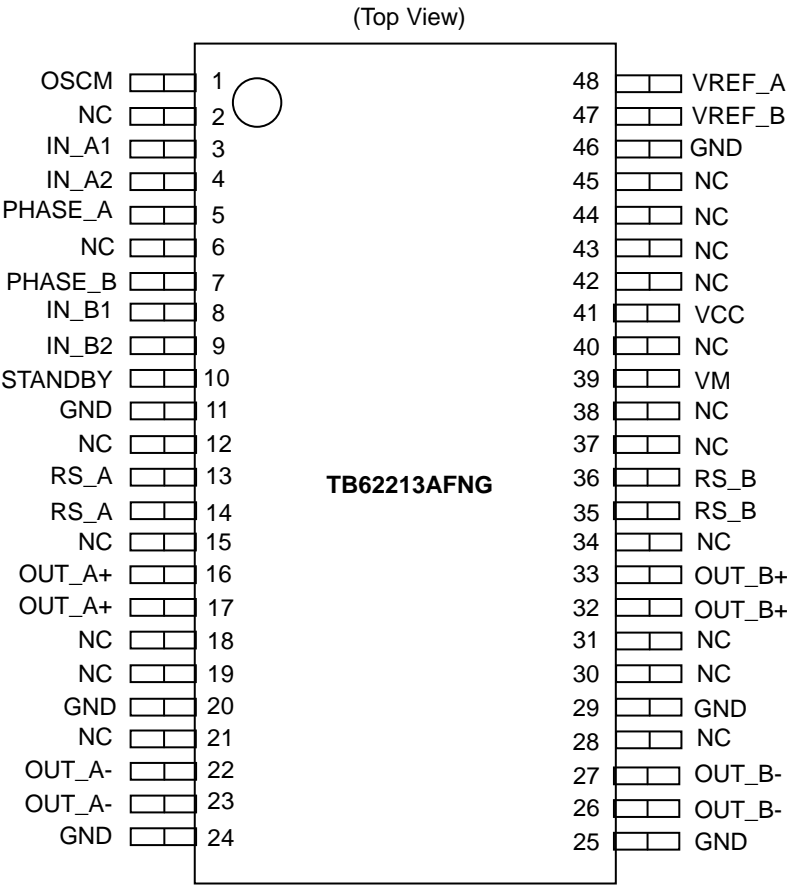 (Top View)
OSCM 1 48 VREF_A
NC 2 47 VREF_B
IN_A1 3 46 GND
IN_A2 4 45 NC
PHASE_A 5 44 NC
NC 6 43 NC
PHASE_B 7 42 NC
IN_B1 8 41 VCC
IN_B2 9 40 NC
STANDBY 10 39 VM
GND 11 38 NC
NC 12 37 NC
RS_A 13 TB62213AFNG 36 RS_B
RS_A 14 35 RS_B
NC 15 34 NC
OUT_A+ 16 33 OUT_B+
OUT_A+ 17 32 OUT_B+
NC 18 31 NC
NC 19 30 NC
GND 20 29 GND
NC 21 28 NC
OUT_A- 22 27 OUT_B-
OUT_A- 23 26 OUT_B-
GND 24 25 GND